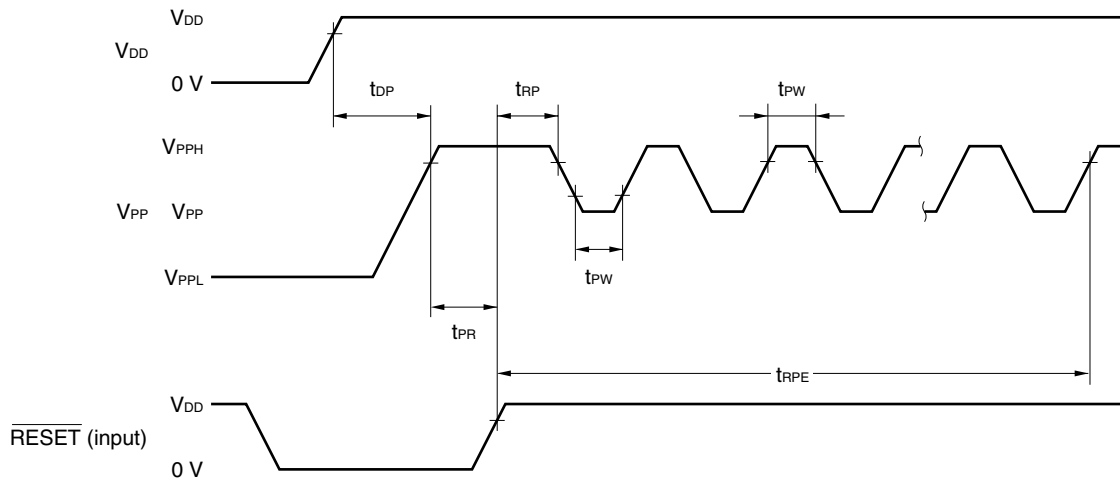 VDD
VDD
0 V
tDP
tRP
tPW
VPPH
VPP VPP
VPPL
tPW
tPR
tRPE
VDD
RESET (input)
0 V